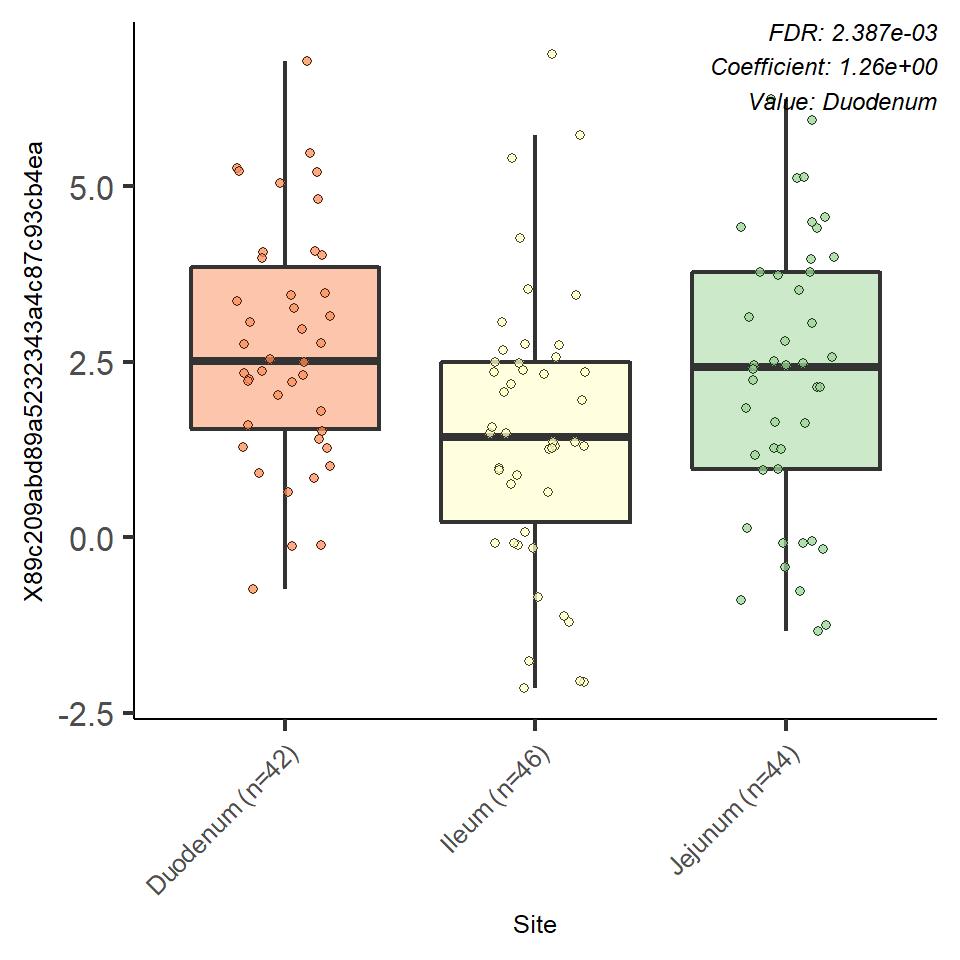 FDR: 2.387e-03
Coefficient: 1.26e+00
Value: Duodenum
X89c209abd89a5232343a4c87c93cb4ea
5.0
2.5
0.0
-2.5
Duodenum (n=42)
Ileum (n=46)
Jejunum (n=44)
Site